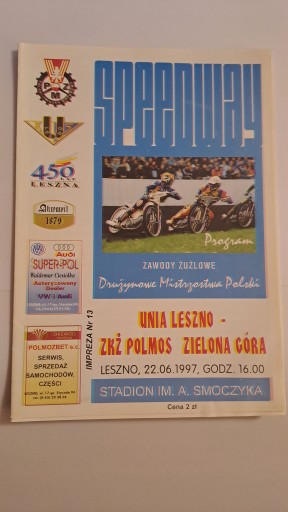 SPEEDWAY
PZM
450 LAT
LESZNA
Akwawit
1879
Audi
SUPER-POL
Autoryzowany
Dealer
VW i Audi
POLMOZBYT s.c.
SERWIS,
SPRZEDAŻ
SAMOCHODÓW,
CZĘŚCI
IMPREZA Nr 13
Program
ZAWODY ŻUŻLOWE
Drużynowe Mistrzostwa Polski
UNIA LESZNO -
ZKŻ POLMOS ZIELONA GÓRA
LESZNO, 22.06.1997, GODZ. 16.00
STADION IM. A. SMOCZYKA
Cena 2 zł